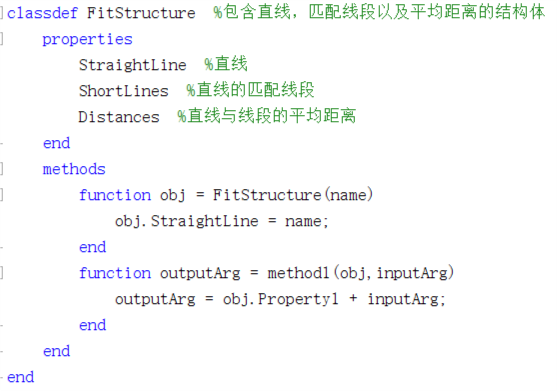 classdef FitStructure  %包含直线，匹配线段以及平均距离的结构体
    properties
        StraightLine  %直线
        ShortLines  %直线的匹配线段
        Distances  %直线与线段的平均距离
    end
    methods
        function obj = FitStructure(name)
            obj.StraightLine = name;
        end
        function outputArg = method1(obj,inputArg)
            outputArg = obj.Property1 + inputArg;
        end
    end
end